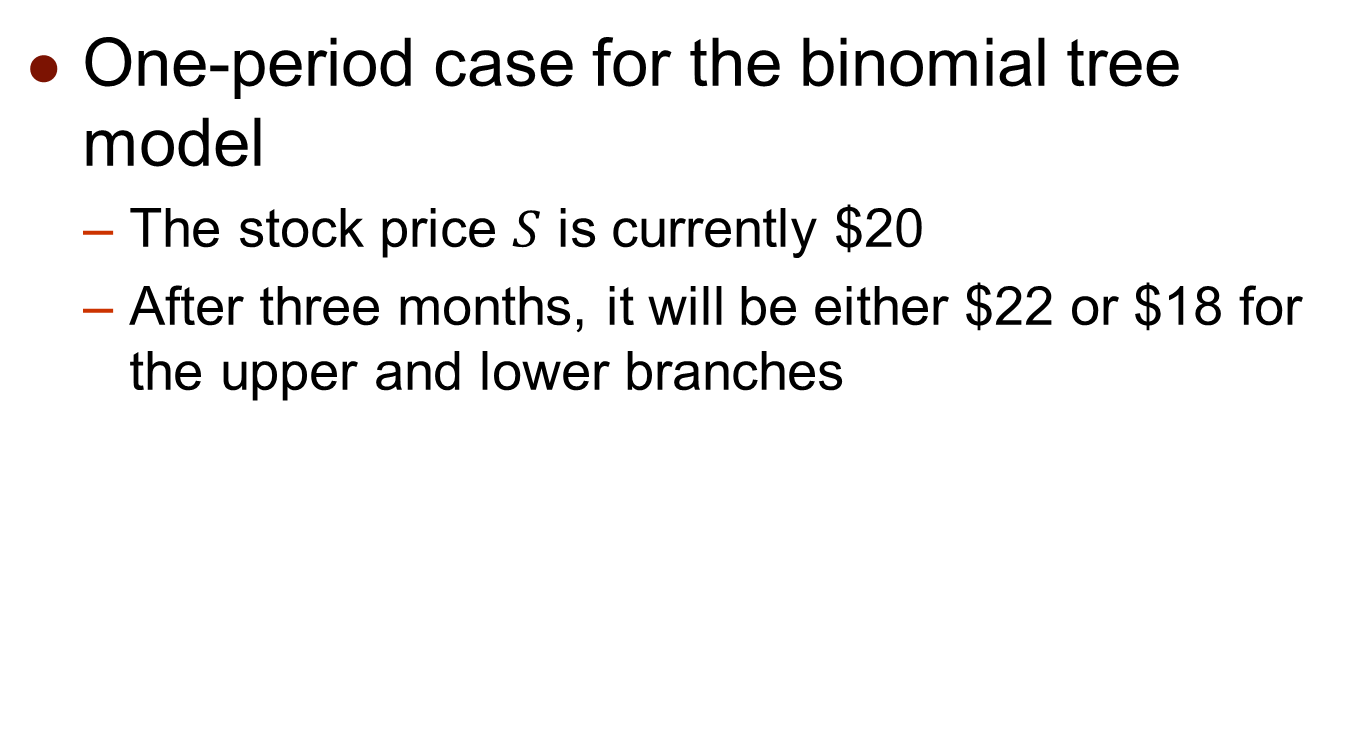 ● One-period case for the binomial tree
model
– The stock price 𝑆 is currently $20
– After three months, it will be either $22 or $18 for
the upper and lower branches